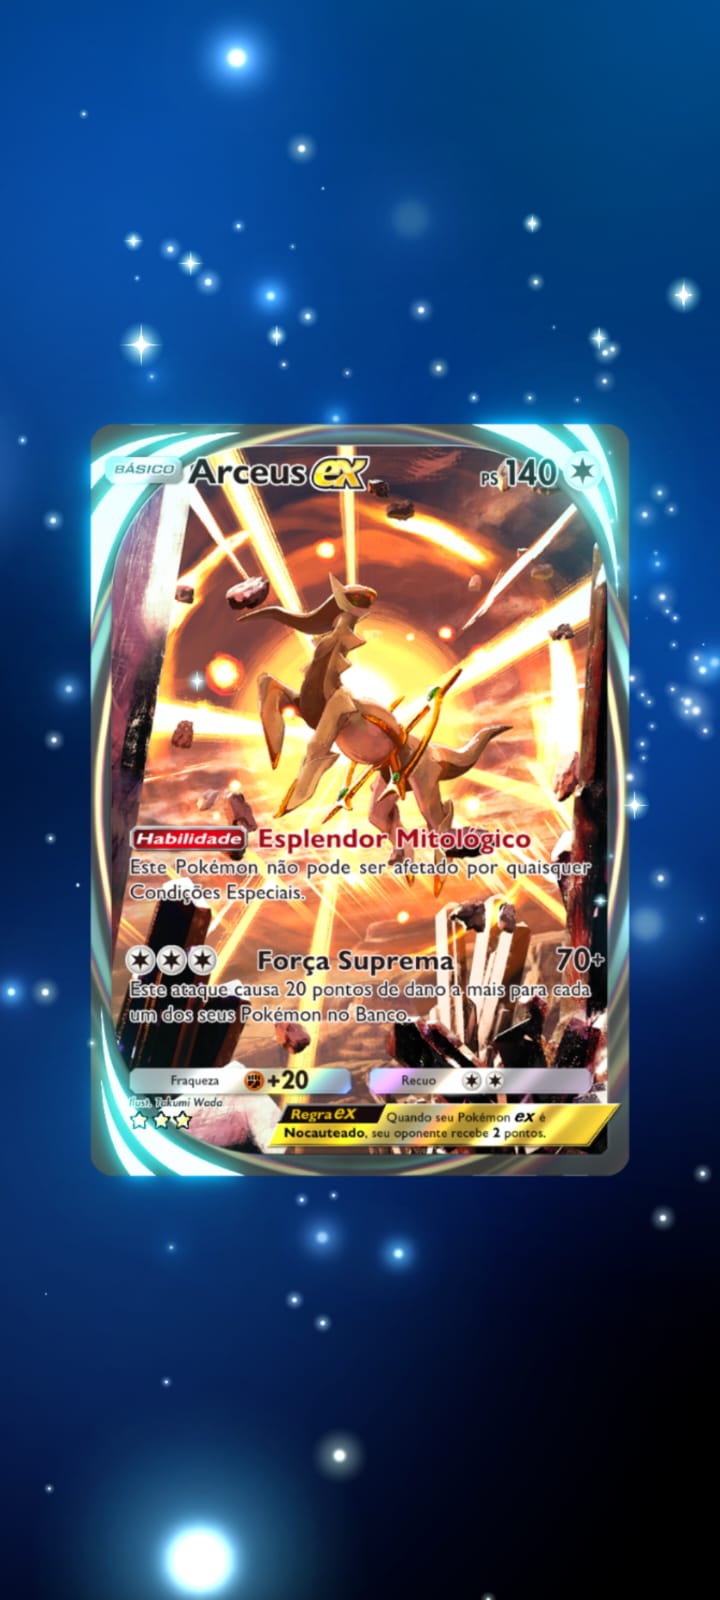 BÁSICO Arceus ex PS 140
Habilidade Esplendor Mitológico
Este Pokémon não pode ser afetado por quaisquer
Condições Especiais.
Força Suprema 70+
Este ataque causa 20 pontos de dano a mais para cada
um dos seus Pokémon no Banco.
Fraqueza +20 Recuo
Illust. Takumi Wada
Regra ex Quando seu Pokémon ex é
Nocauteado, seu oponente recebe 2 pontos.